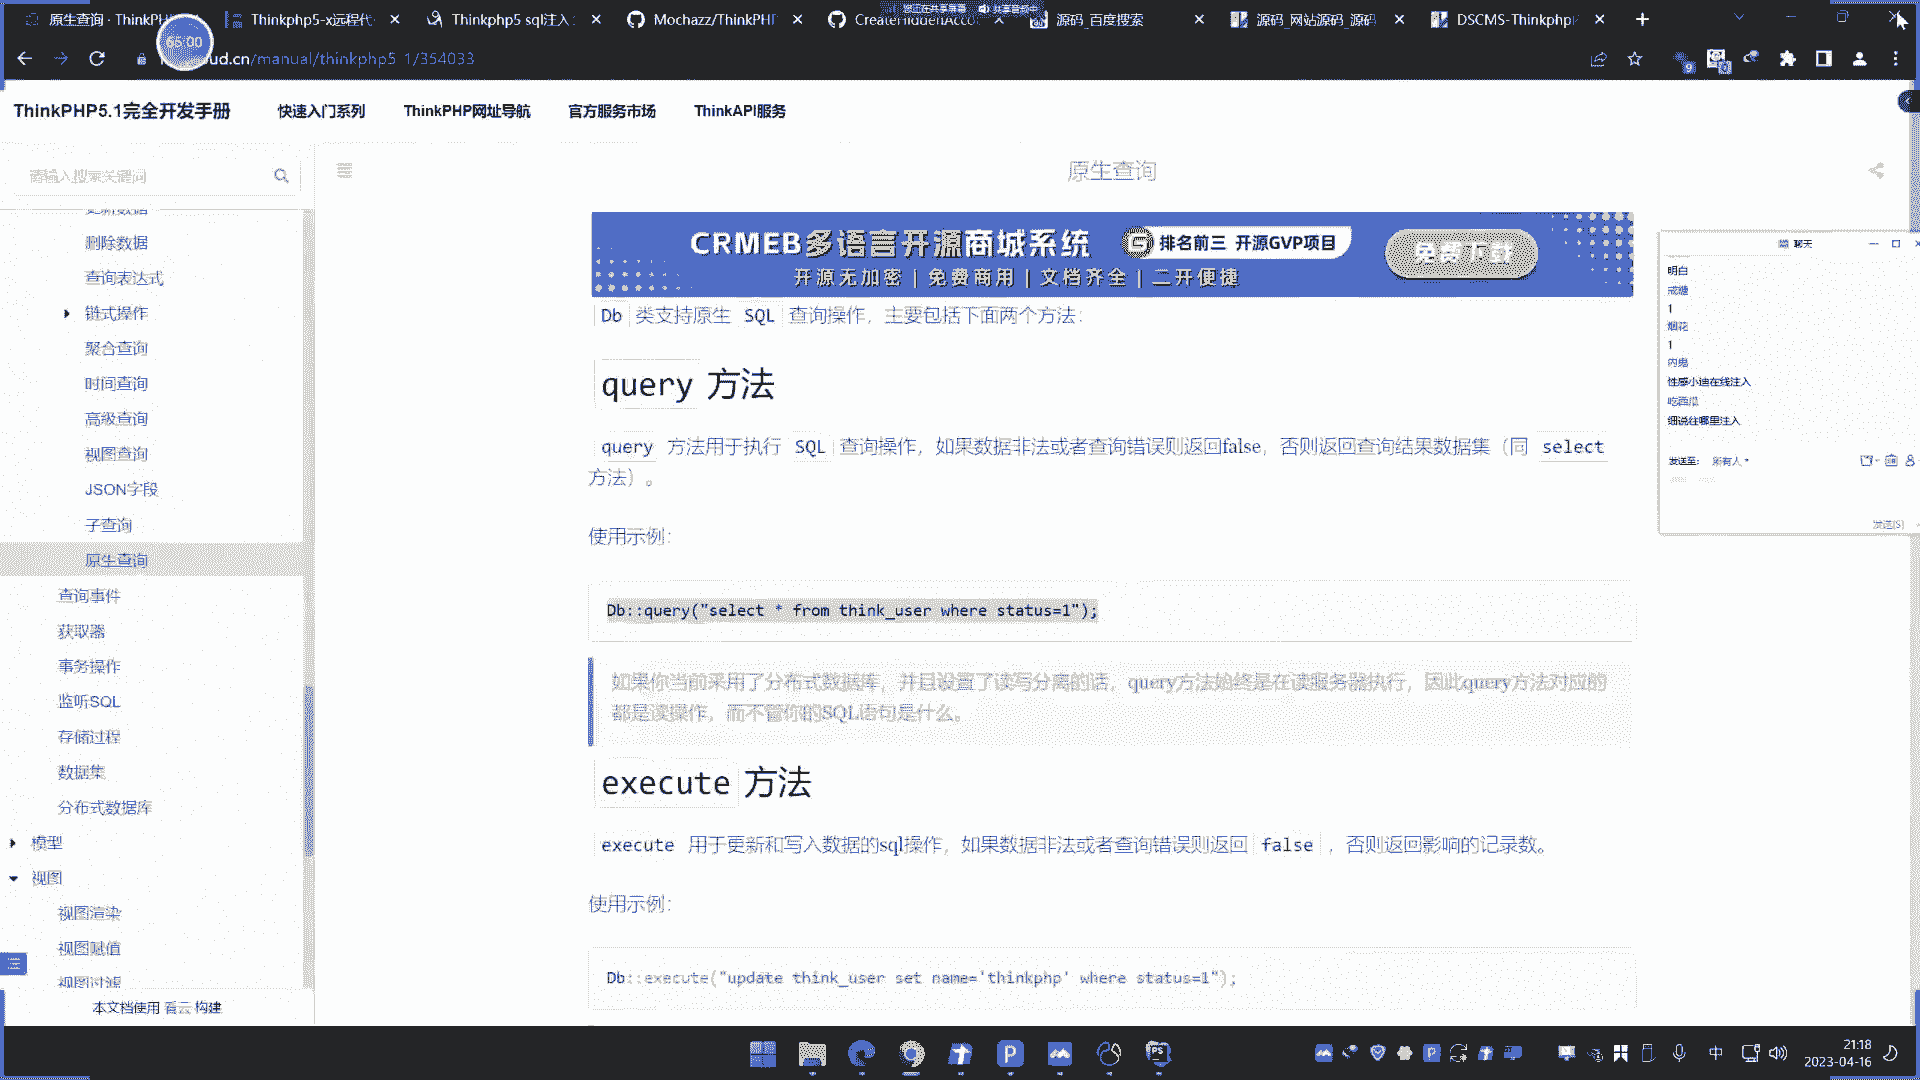 原生查询 · ThinkPH
Thinkphp5-x远程代
Thinkphp5 sql注入
Mochazz/ThinkPHP
CreateHiddenAcco
源码_百度搜索
源码_网站源码_源码
DSCMS-Thinkphp
您正在共享屏幕
65:00
ud.cn/manual/thinkphp5_1/354033
ThinkPHP5.1完全开发手册
快速入门系列
ThinkPHP网址导航
官方服务市场
ThinkAPI服务
请输入搜索关键词
更新数据
删除数据
查询表达式
链式操作
聚合查询
时间查询
高级查询
视图查询
JSON字段
子查询
原生查询
查询事件
获取器
事务操作
监听SQL
存储过程
数据集
分布式数据库
模型
视图
视图渲染
视图赋值
视图过滤
本文档使用 看云 构建
原生查询
CRMEB多语言开源商城系统
排名前三 开源GVP项目
免费下载
开源无加密 | 免费商用 | 文档齐全 | 二开便捷
Db 类支持原生 SQL 查询操作，主要包括下面两个方法：
query 方法
query 方法用于执行 SQL 查询操作，如果数据非法或者查询错误则返回false，否则返回查询结果数据集（同 select
方法）。
使用示例：
Db::query("select * from think_user where status=1");
如果你当前采用了分布式数据库，并且设置了读写分离的话，query方法始终是在读服务器执行，因此query方法对应的
都是读操作，而不管你的SQL语句是什么。
execute 方法
execute 用于更新和写入数据的sql操作，如果数据非法或者查询错误则返回 false ，否则返回影响的记录数。
使用示例：
Db::execute("update think_user set name='thinkphp' where status=1");
聊天
明白
戒糖
1
烟花
1
内鬼
性感小迪在线注入
吃西瓜
细说往哪里注入
发送至： 所有人
发送(S)
中
21:18
2023-04-16